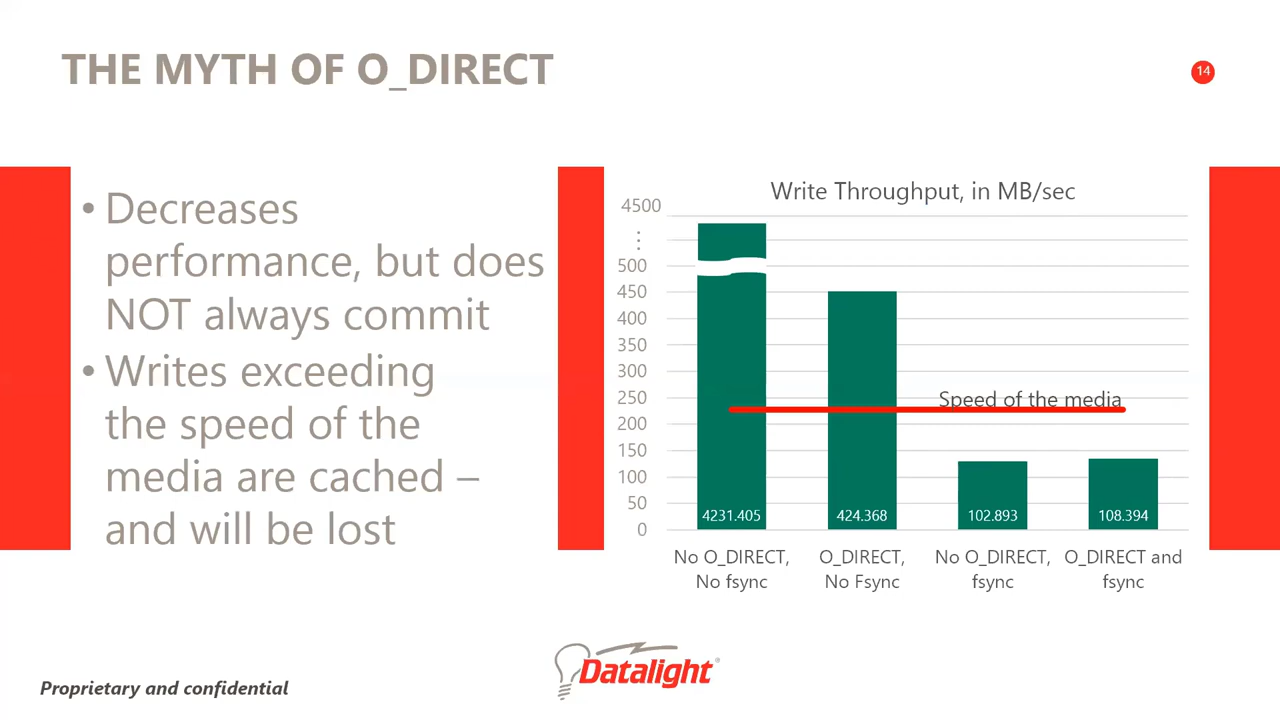 THE MYTH OF O_DIRECT
14
• Decreases
performance, but does
NOT always commit
• Writes exceeding
the speed of the
media are cached –
and will be lost
Write Throughput, in MB/sec
4500
⋮
500
450
400
350
300
250
200
150
100
50
0
Speed of the media
4231.405
424.368
102.893
108.394
No O_DIRECT,
No fsync
O_DIRECT,
No Fsync
No O_DIRECT,
fsync
O_DIRECT and
fsync
Datalight®
Proprietary and confidential